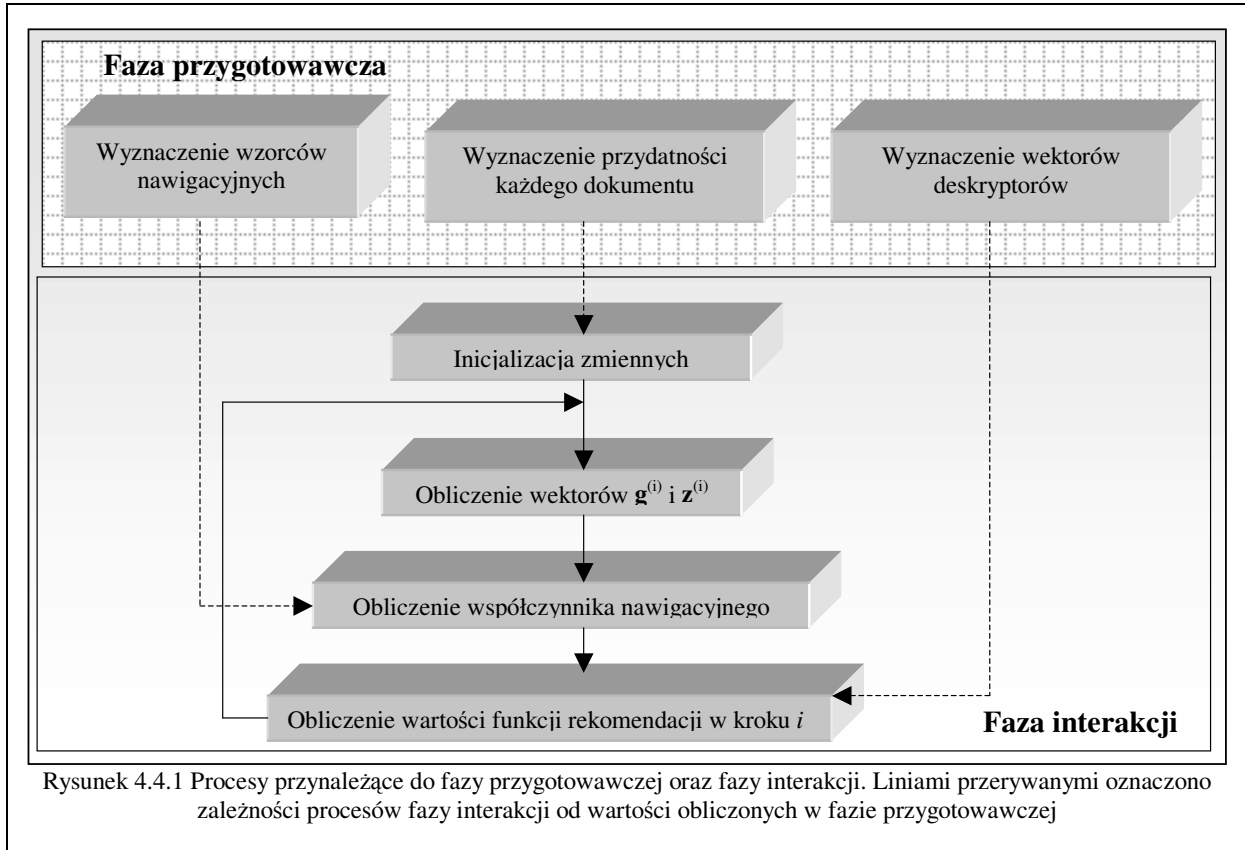 Faza przygotowawcza
Wyznaczenie wzorców
nawigacyjnych
Wyznaczenie przydatności
każdego dokumentu
Wyznaczenie wektorów
deskryptorów
Inicjalizacja zmiennych
Obliczenie wektorów g⁽ⁱ⁾ i z⁽ⁱ⁾
Obliczenie współczynnika nawigacyjnego
Obliczenie wartości funkcji rekomendacji w kroku i
Faza interakcji
Rysunek 4.4.1 Procesy przynależące do fazy przygotowawczej oraz fazy interakcji. Liniami przerywanymi oznaczono
zależności procesów fazy interakcji od wartości obliczonych w fazie przygotowawczej